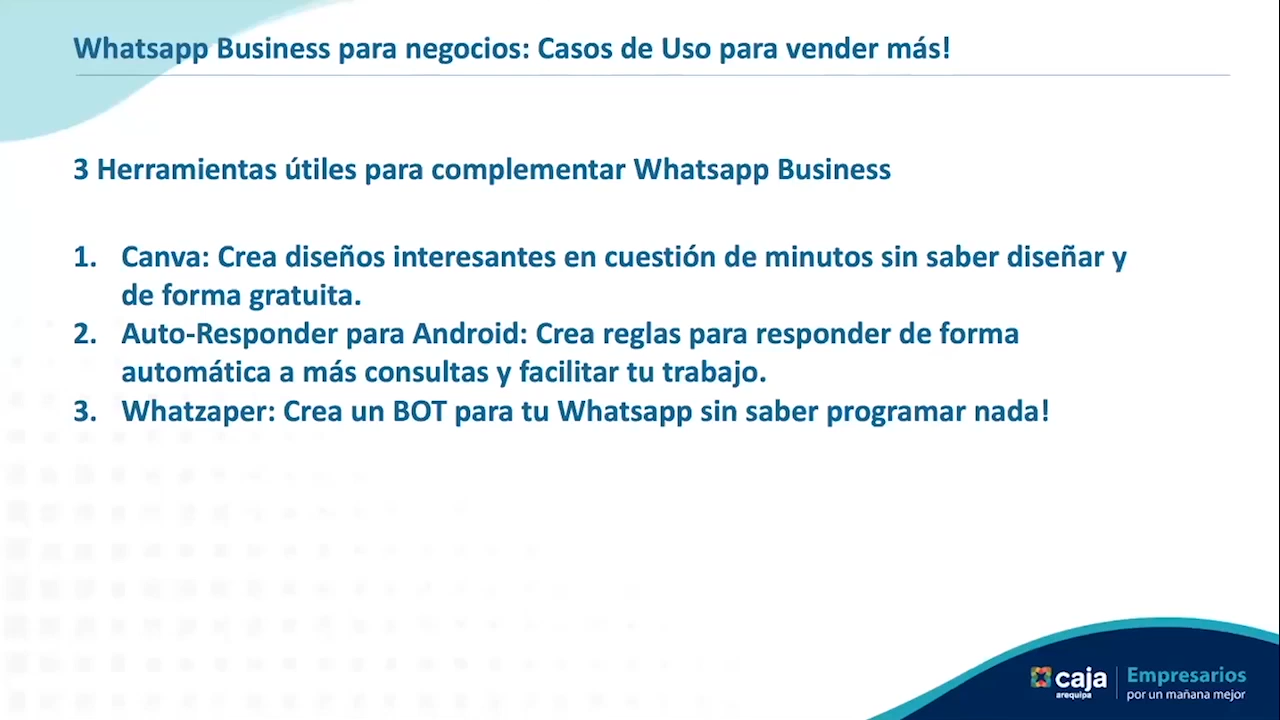 Whatsapp Business para negocios: Casos de Uso para vender más!
3 Herramientas útiles para complementar Whatsapp Business
1. Canva: Crea diseños interesantes en cuestión de minutos sin saber diseñar y
de forma gratuita.
2. Auto-Responder para Android: Crea reglas para responder de forma
automática a más consultas y facilitar tu trabajo.
3. Whatzaper: Crea un BOT para tu Whatsapp sin saber programar nada!
caja
arequipa
Empresarios
por un mañana mejor